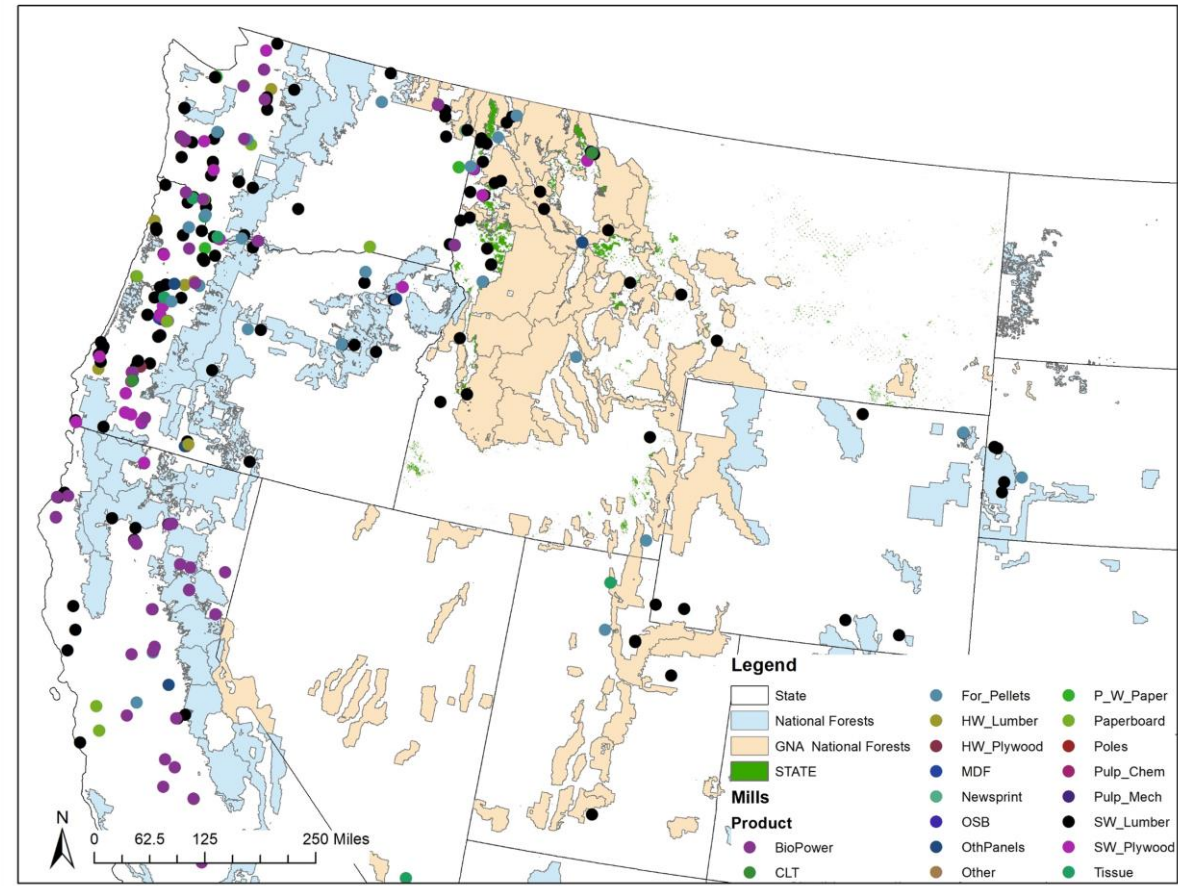 Legend
State
National Forests
GNA National Forests
STATE
Mills
Product
BioPower
CLT
For_Pellets
HW_Lumber
HW_Plywood
MDF
Newsprint
OSB
OthPanels
Other
P_W_Paper
Paperboard
Poles
Pulp_Chem
Pulp_Mech
SW_Lumber
SW_Plywood
Tissue
N
0 62.5 125 250 Miles